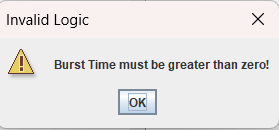 Invalid Logic
Burst Time must be greater than zero!
OK